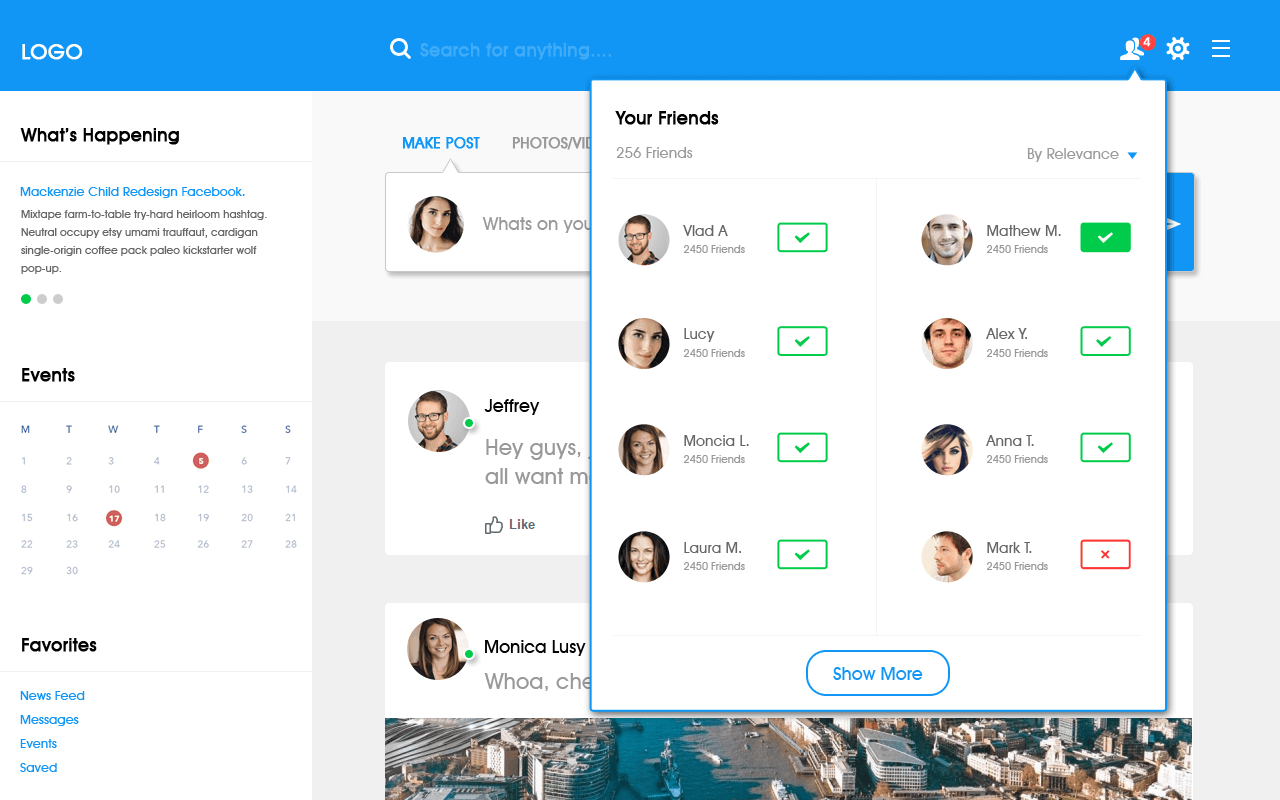 LOGO
Search for anything....
4
What's Happening
Mackenzie Child Redesign Facebook.
Mixtape farm-to-table try-hard heirloom hashtag.
Neutral occupy etsy umami trauffaut, cardigan
single-origin coffee pack paleo kickstarter wolf
pop-up.
Events
M T W T F S S
1 2 3 4 5 6 7
8 9 10 11 12 13 14
15 16 17 18 19 20 21
22 23 24 25 26 27 28
29 30
Favorites
News Feed
Messages
Events
Saved
MAKE POST PHOTOS/VID
Whats on you
Jeffrey
Hey guys,
all want
Like
Monica Lusy
Whoa, che
Your Friends
256 Friends By Relevance
Vlad A
2450 Friends
Mathew M.
2450 Friends
Lucy
2450 Friends
Alex Y.
2450 Friends
Moncia L.
2450 Friends
Anna T.
2450 Friends
Laura M.
2450 Friends
Mark T.
2450 Friends
Show More